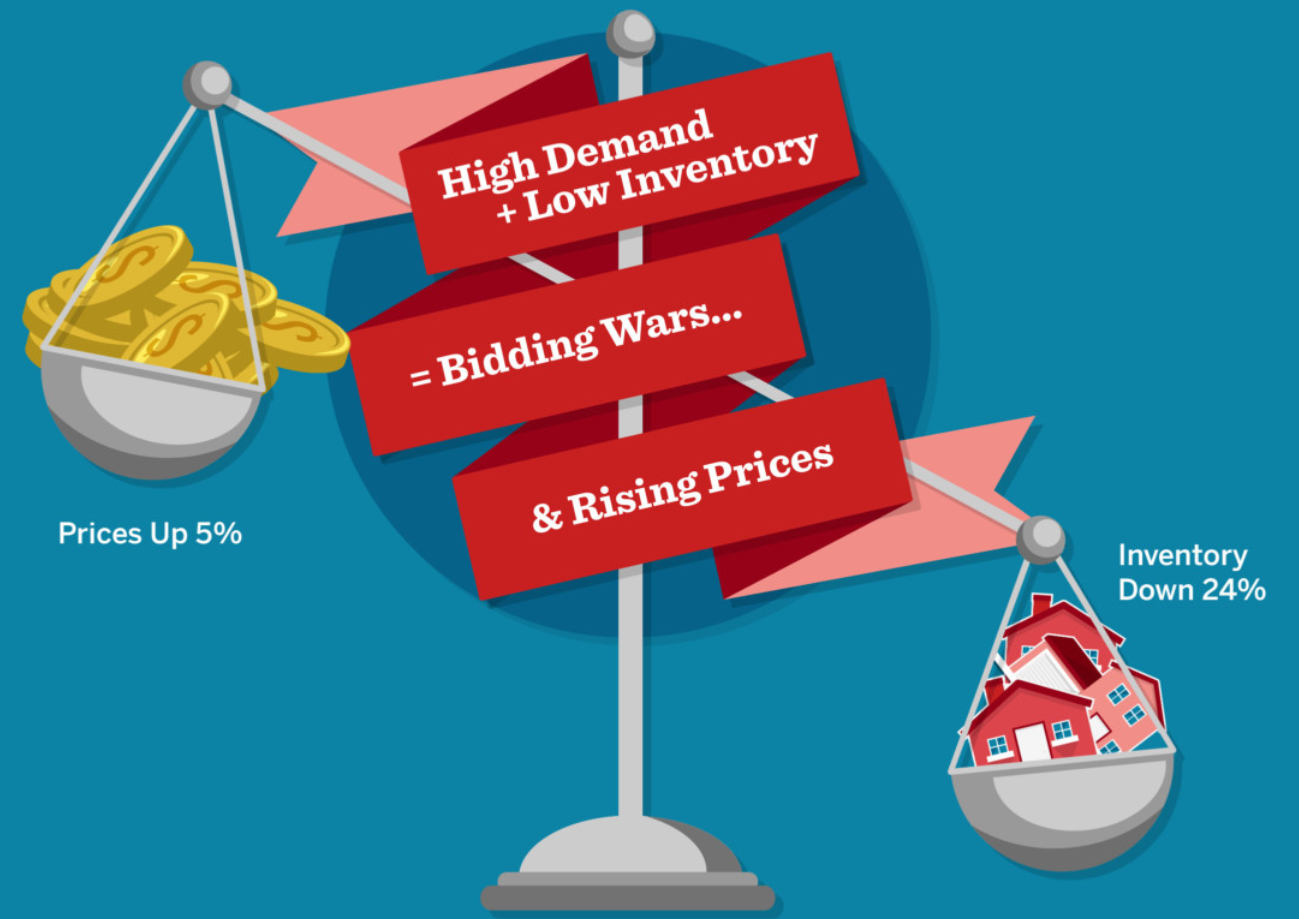 High Demand
+ Low Inventory
= Bidding Wars...
& Rising Prices
Prices Up 5%
Inventory
Down 24%